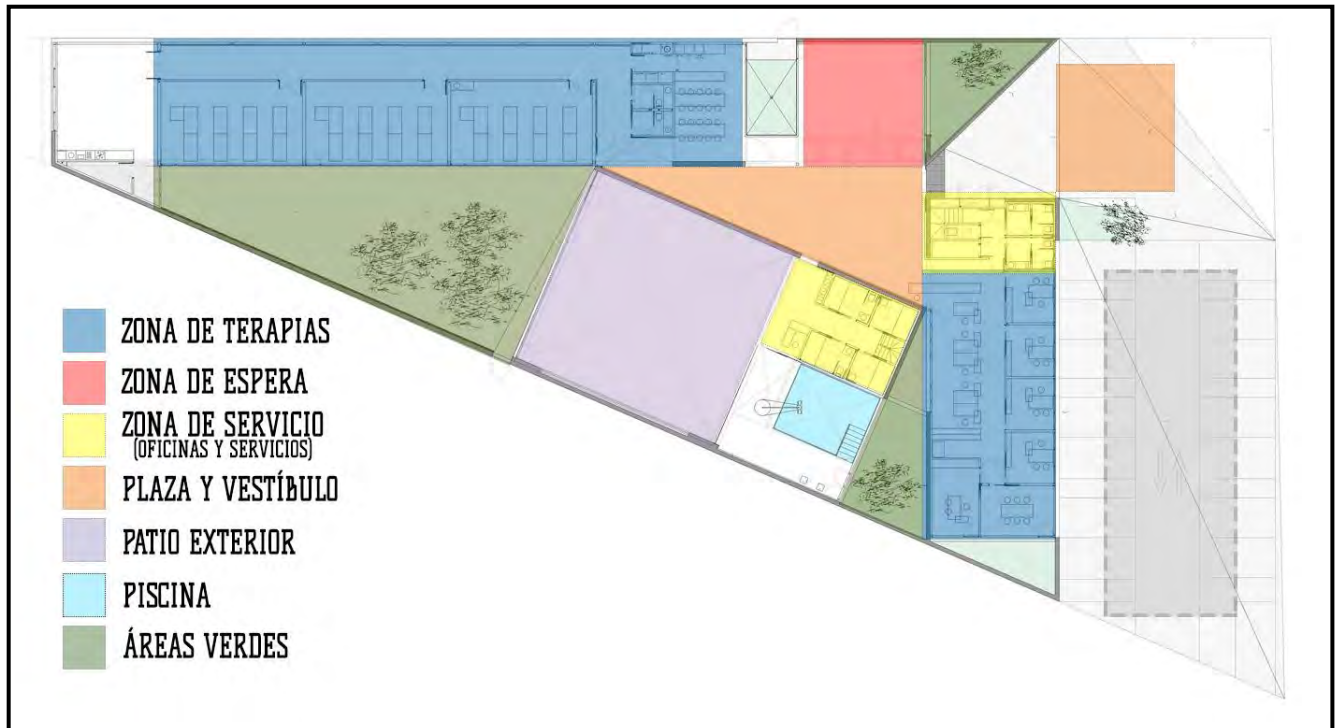 ZONA DE TERAPIAS
ZONA DE ESPERA
ZONA DE SERVICIO
(OFICINAS Y SERVICIOS)
PLAZA Y VESTÍBULO
PATIO EXTERIOR
PISCINA
ÁREAS VERDES